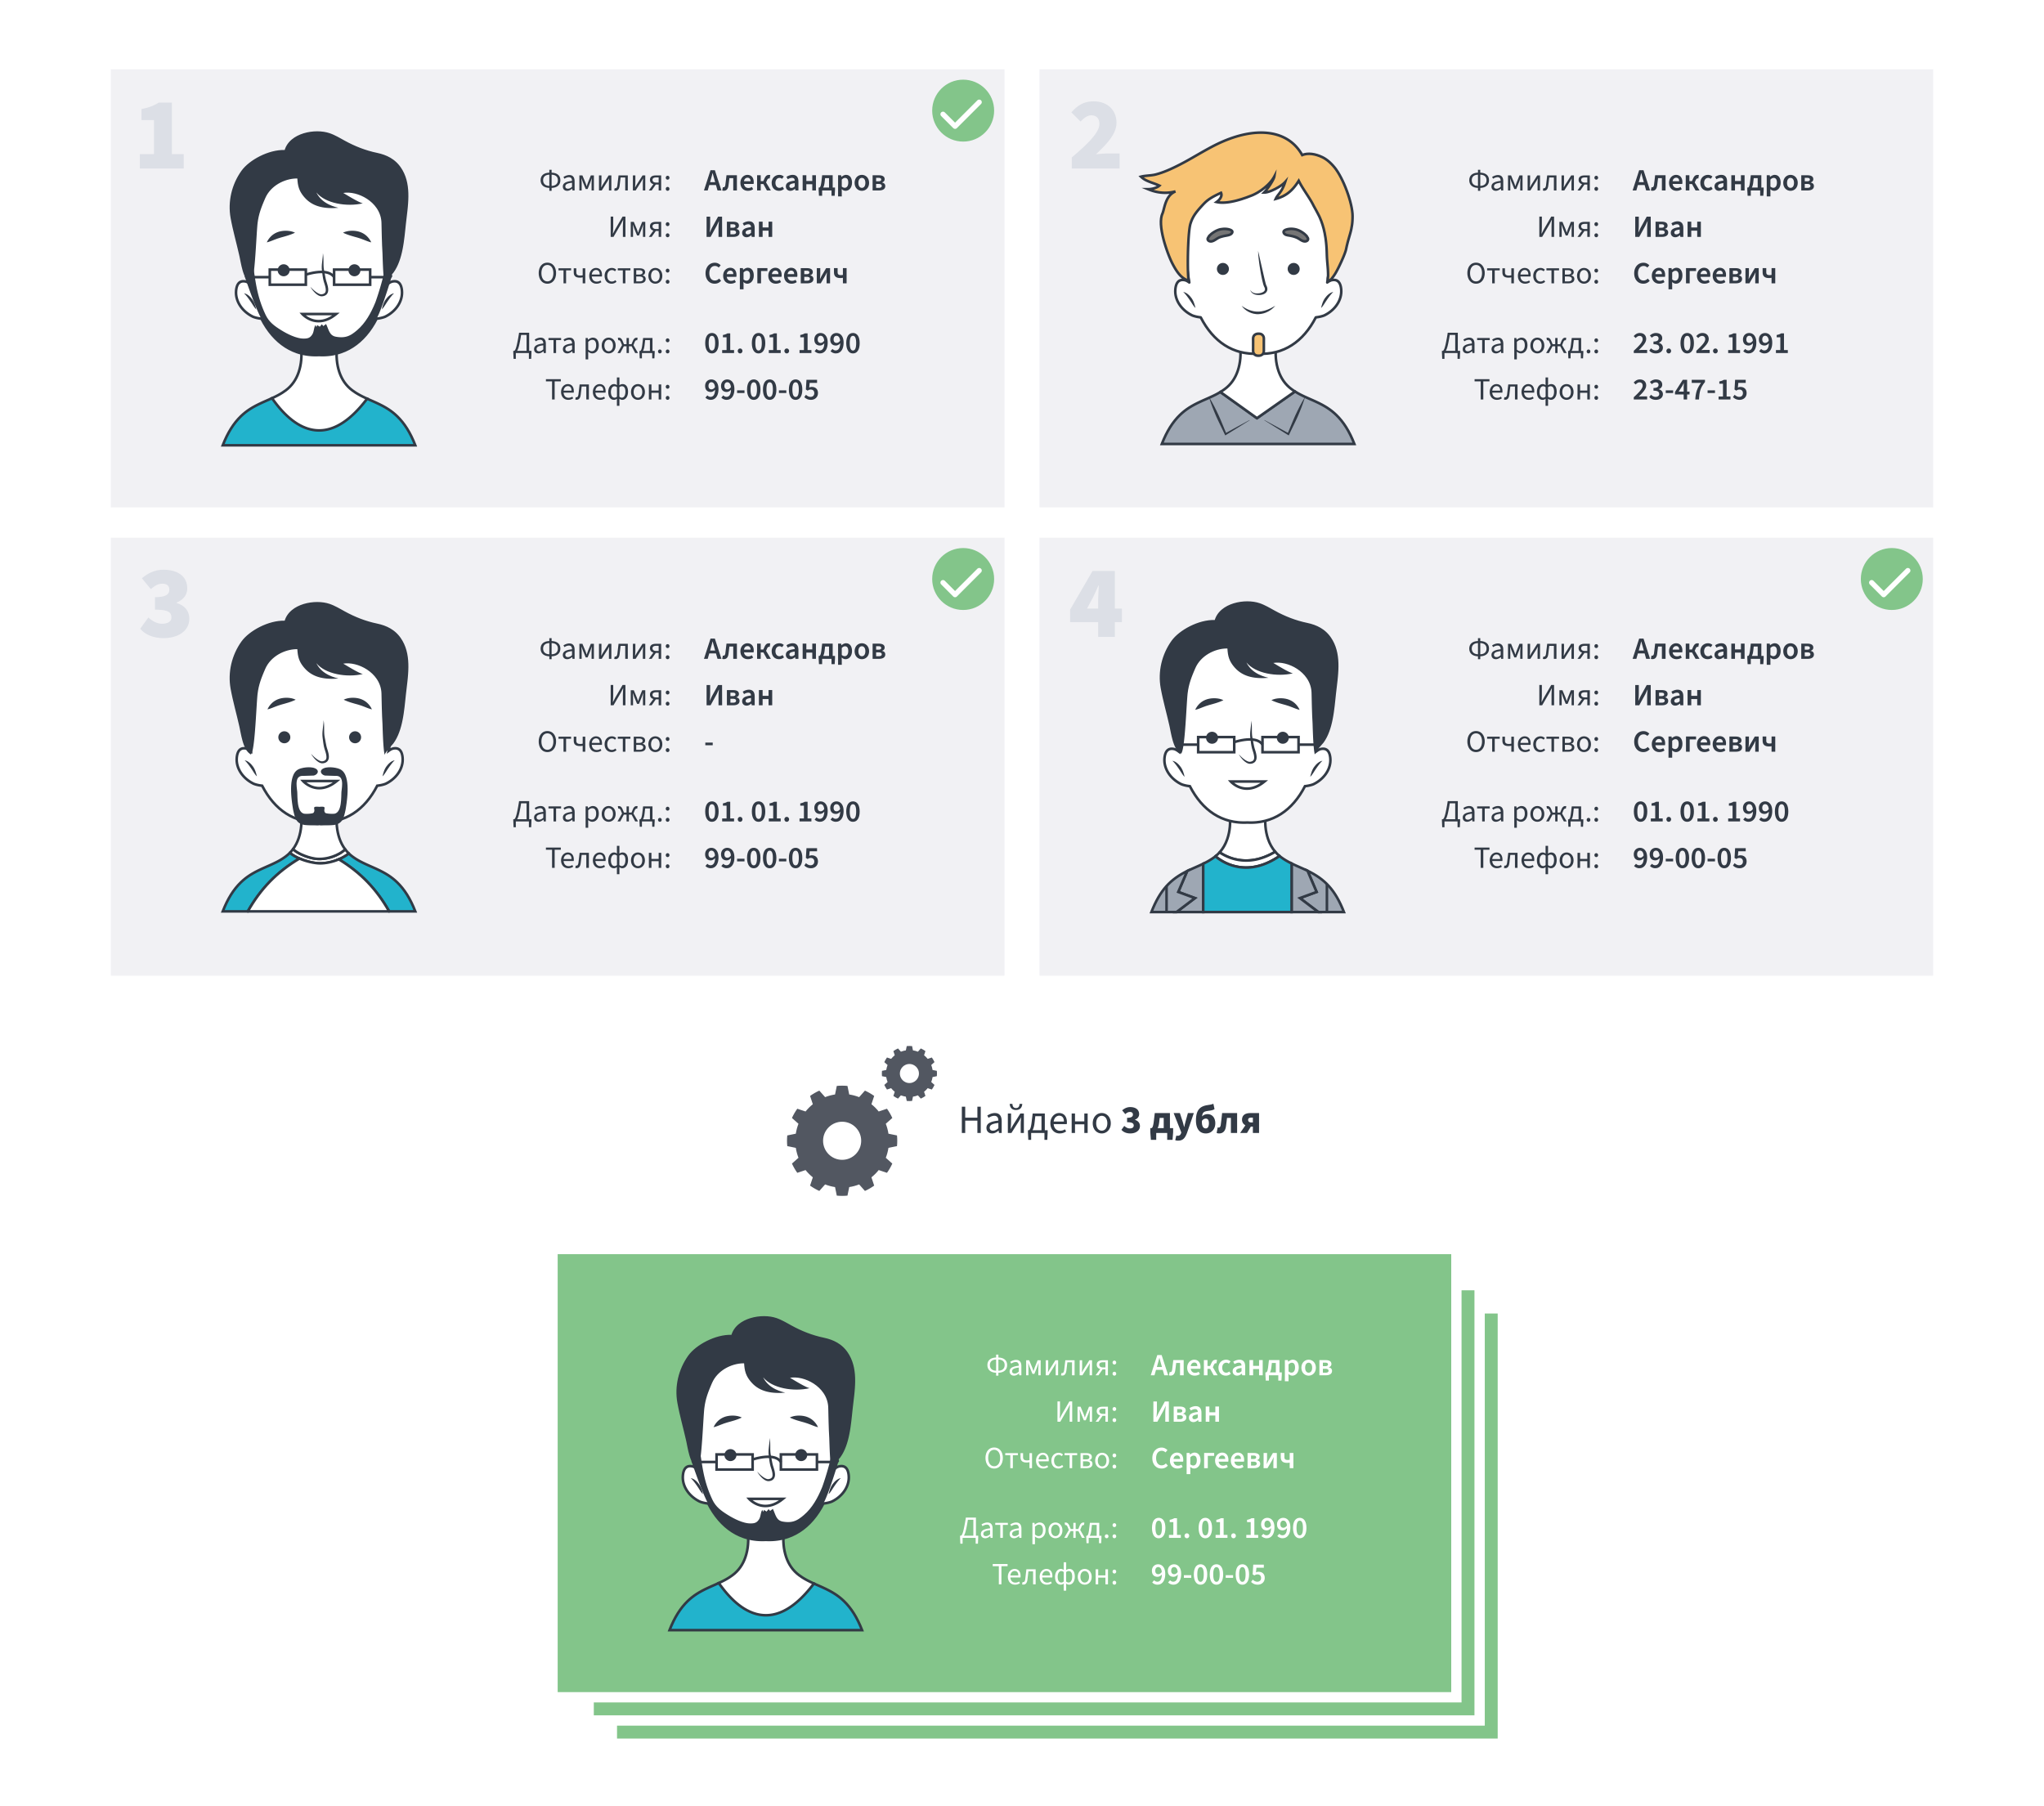 1
Фамилия: Александров
Имя: Иван
Отчество: Сергеевич
Дата рожд.: 01. 01. 1990
Телефон: 99-00-05
2
Фамилия: Александров
Имя: Иван
Отчество: Сергеевич
Дата рожд.: 23. 02. 1991
Телефон: 23-47-15
3
Фамилия: Александров
Имя: Иван
Отчество: -
Дата рожд.: 01. 01. 1990
Телефон: 99-00-05
4
Фамилия: Александров
Имя: Иван
Отчество: Сергеевич
Дата рожд.: 01. 01. 1990
Телефон: 99-00-05
Найдено 3 дубля
Фамилия: Александров
Имя: Иван
Отчество: Сергеевич
Дата рожд.: 01. 01. 1990
Телефон: 99-00-05